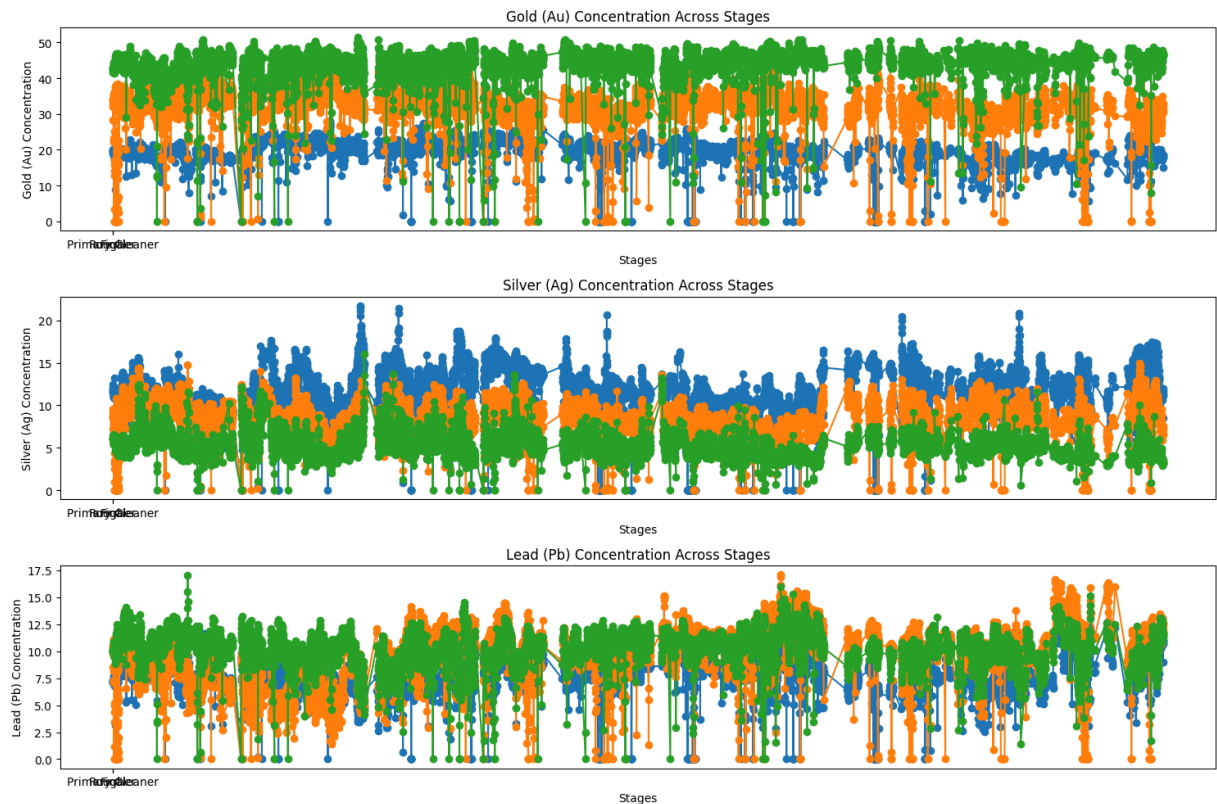 Gold (Au) Concentration Across Stages
Gold (Au) Concentration
50
40
30
20
10
0
Stages
Silver (Ag) Concentration Across Stages
Silver (Ag) Concentration
20
15
10
5
0
Stages
Lead (Pb) Concentration Across Stages
Lead (Pb) Concentration
17.5
15.0
12.5
10.0
7.5
5.0
2.5
0.0
Stages